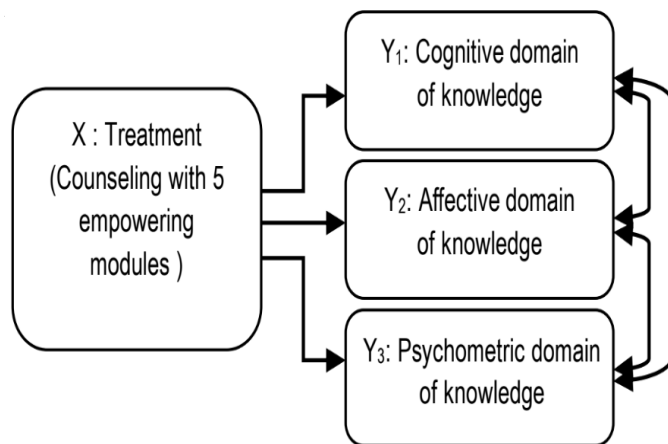 X : Treatment
(Counseling with 5
empowering
modules )
Y₁: Cognitive domain
of knowledge
Y₂: Affective domain
of knowledge
Y₃: Psychometric domain
of knowledge